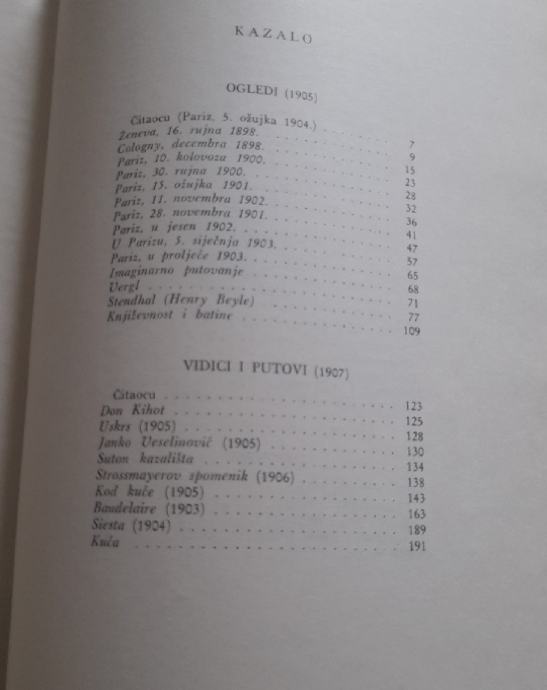 KAZALO
OGLEDI (1905)
Čitaocu (Pariz, 5. ožujka 1904.) . . . . . . . . . 7
Ženeva, 16. rujna 1898. . . . . . . . . . . . . 9
Cologny, decembra 1898. . . . . . . . . . . . . 15
Pariz, 10. kolovoza 1900. . . . . . . . . . . . . 23
Pariz, 30. rujna 1900. . . . . . . . . . . . . . 28
Pariz, 15. ožujka 1901. . . . . . . . . . . . . . 32
Pariz, 11. novembra 1902. . . . . . . . . . . . . 36
Pariz, 28. novembra 1901. . . . . . . . . . . . . 41
Pariz, u jesen 1902. . . . . . . . . . . . . . . 47
U Parizu, 5. siječnja 1903. . . . . . . . . . . . 57
Pariz, u proljeće 1903. . . . . . . . . . . . . . 65
Imaginarno putovanje . . . . . . . . . . . . . 68
Vergl . . . . . . . . . . . . . . . . . . . 71
Stendhal (Henry Beyle) . . . . . . . . . . . . 77
Književnost i batine . . . . . . . . . . . . . 109
VIDICI I PUTOVI (1907)
Čitaocu . . . . . . . . . . . . . . . . . . 123
Don Kihot . . . . . . . . . . . . . . . . . 125
Uskrs (1905) . . . . . . . . . . . . . . . . 128
Janko Veselinović (1905) . . . . . . . . . . . 130
Suton kazališta . . . . . . . . . . . . . . . 134
Strossmayerov spomenik (1906) . . . . . . . . . 138
Kod kuće (1905) . . . . . . . . . . . . . . . 143
Baudelaire (1903) . . . . . . . . . . . . . . 163
Siesta (1904) . . . . . . . . . . . . . . . . 189
Kuća . . . . . . . . . . . . . . . . . . . 191